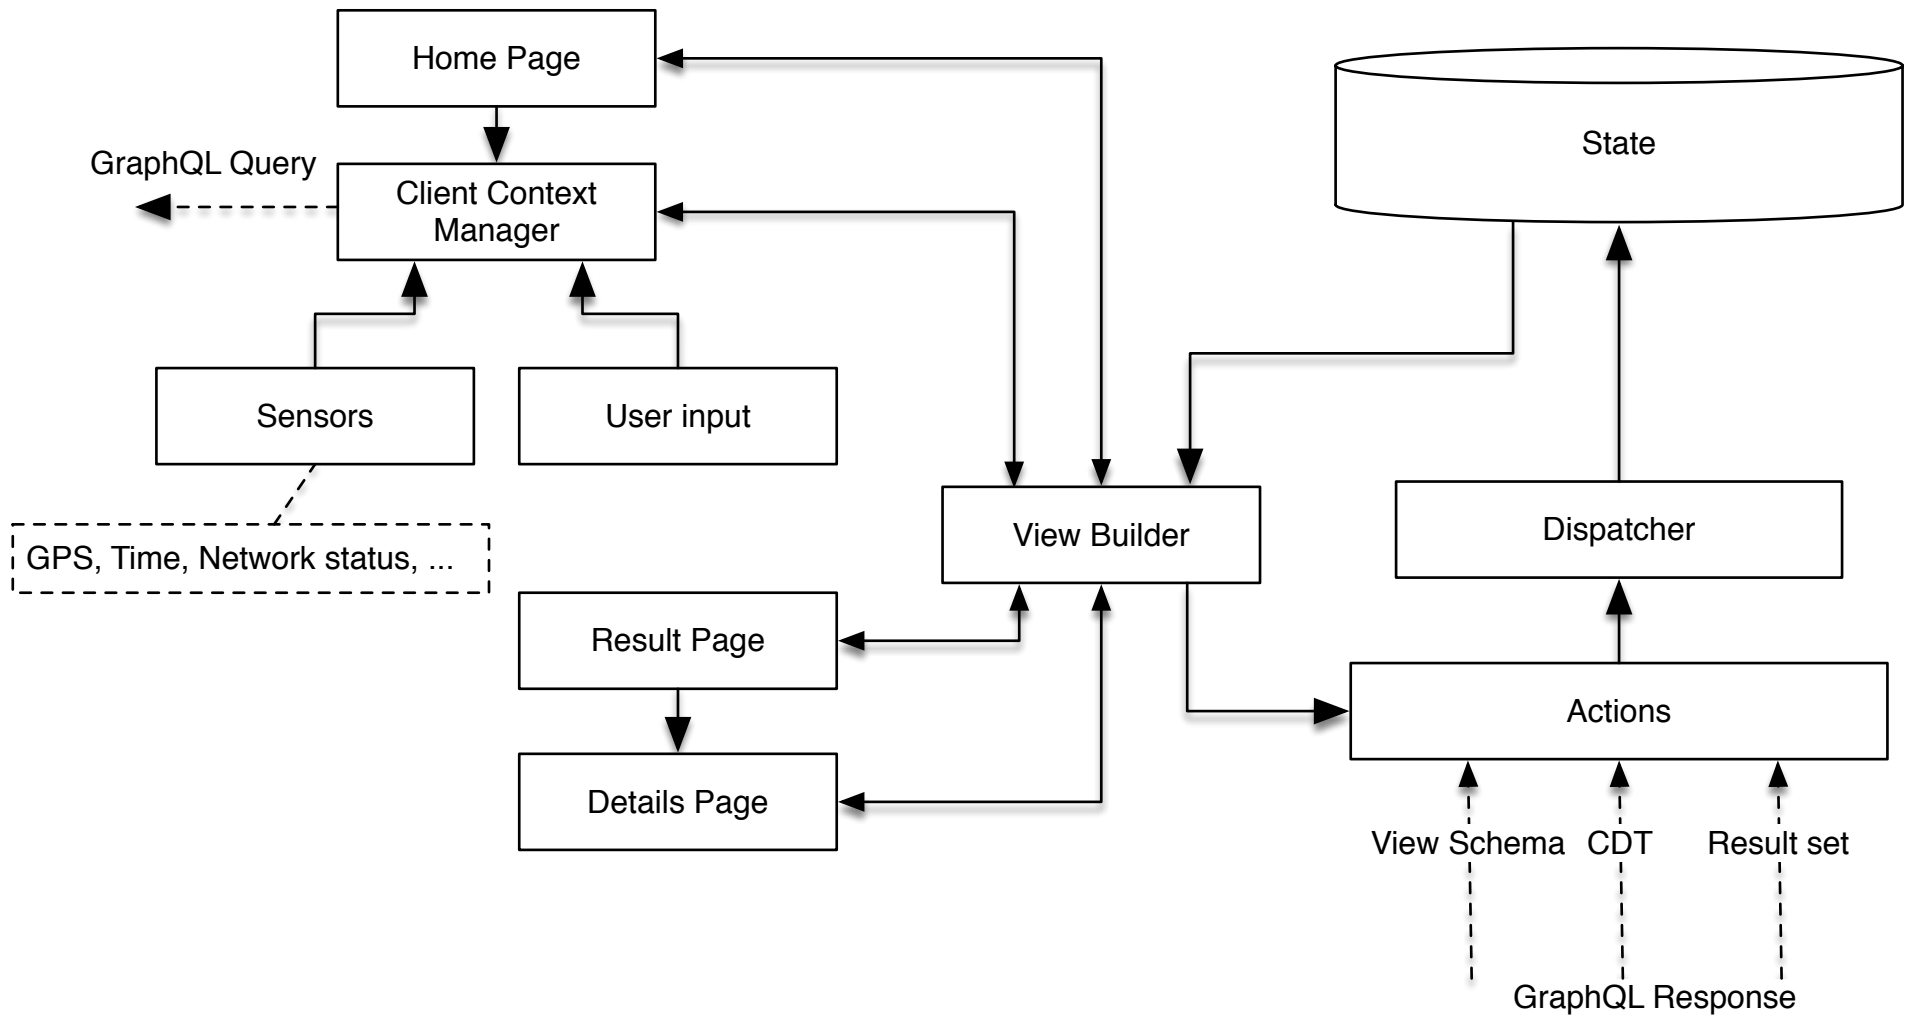 Home Page
State
GraphQL Query
Client Context
Manager
Sensors
User input
View Builder
Dispatcher
GPS, Time, Network status, ...
Result Page
Actions
Details Page
View Schema
CDT
Result set
GraphQL Response